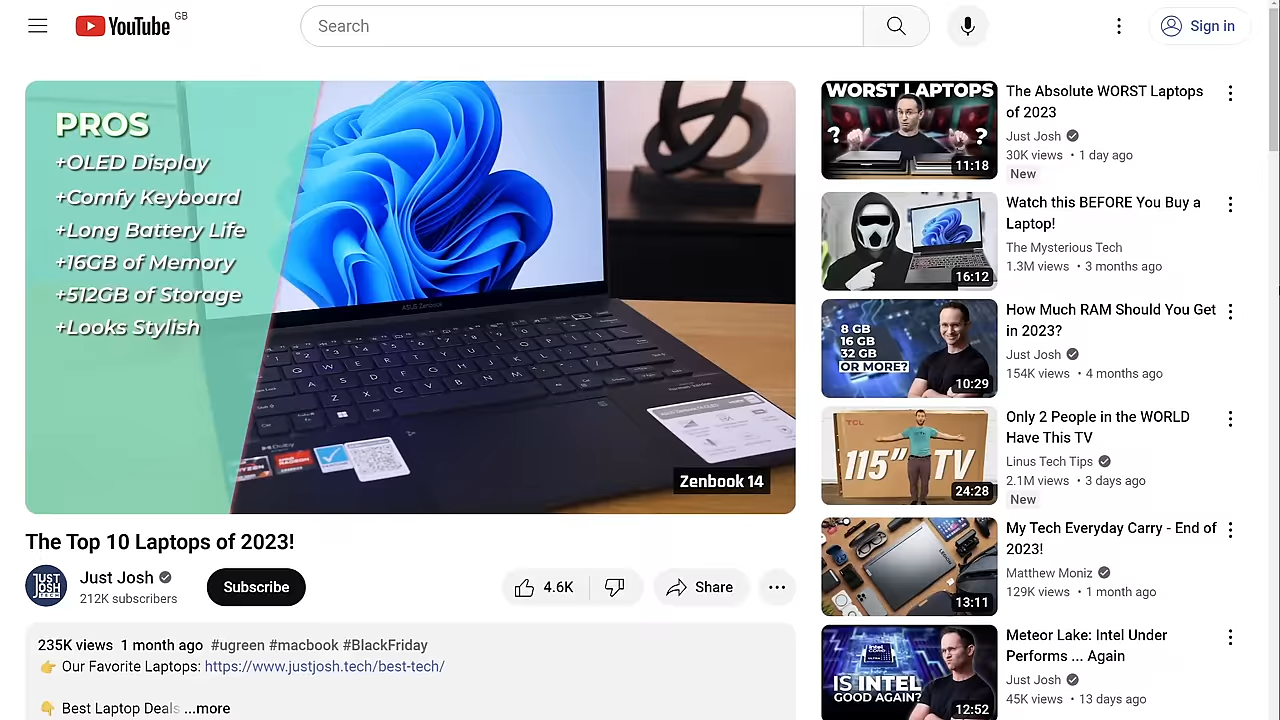 YouTube GB
Search
Sign in
PROS
+OLED Display
+Comfy Keyboard
+Long Battery Life
+16GB of Memory
+512GB of Storage
+Looks Stylish
ASUS Zenbook
Zenbook 14
The Top 10 Laptops of 2023!
JUST
JOSH
TECH
Just Josh
212K subscribers
Subscribe
4.6K
Share
235K views 1 month ago #ugreen #macbook #BlackFriday
👉 Our Favorite Laptops: https://www.justjosh.tech/best-tech/
👇 Best Laptop Deals ...more
WORST LAPTOPS
? ?
11:18
The Absolute WORST Laptops
of 2023
Just Josh
30K views • 1 day ago
New
16:12
Watch this BEFORE You Buy a
Laptop!
The Mysterious Tech
1.3M views • 3 months ago
8 GB
16 GB
32 GB
OR MORE?
10:29
How Much RAM Should You Get
in 2023?
Just Josh
154K views • 4 months ago
TCL
115" TV
24:28
Only 2 People in the WORLD
Have This TV
Linus Tech Tips
2.1M views • 3 days ago
New
13:11
My Tech Everyday Carry - End of
2023!
Matthew Moniz
129K views • 1 month ago
intel
CORE
ULTRA
IS INTEL
GOOD AGAIN?
12:52
Meteor Lake: Intel Under
Performs ... Again
Just Josh
45K views • 13 days ago